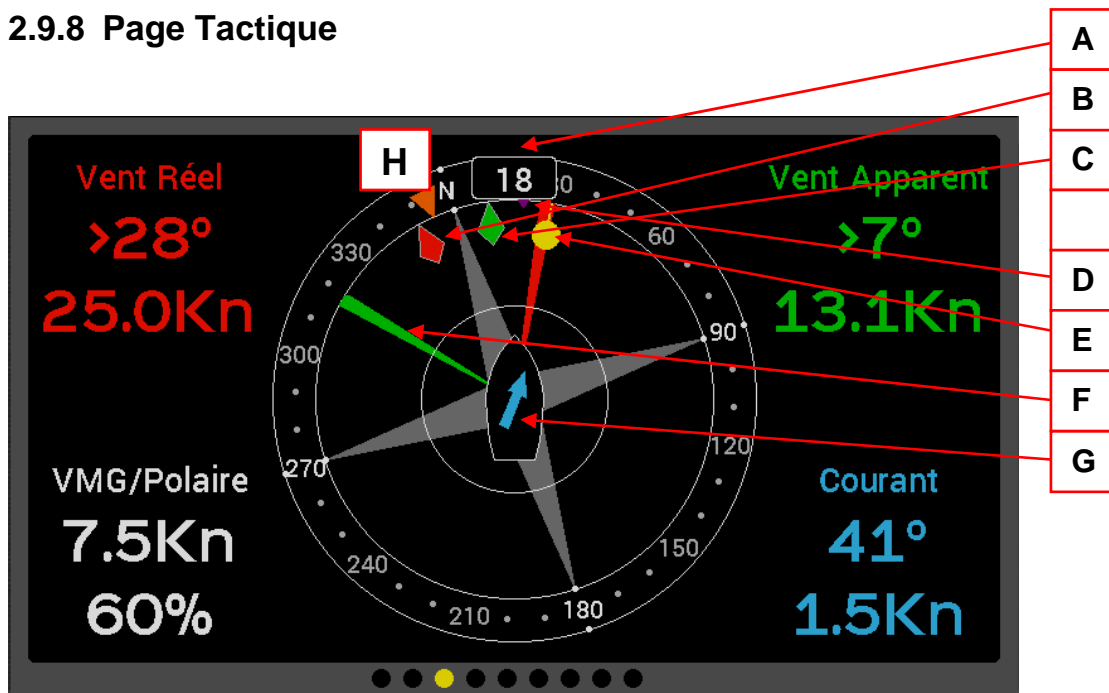 2.9.8 Page Tactique
A
B
C
D
E
F
G
H
Vent Réel
>28°
25.0Kn
Vent Apparent
>7°
13.1Kn
VMG/Polaire
7.5Kn
60%
Courant
41°
1.5Kn
18
N
60
90
120
150
180
210
240
270
300
330